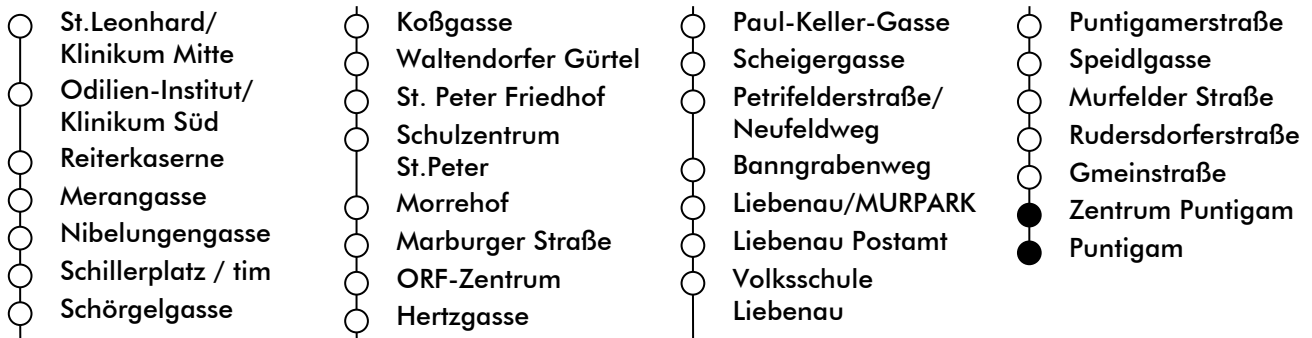 St.Leonhard/
Klinikum Mitte
Odilien-Institut/
Klinikum Süd
Reiterkaserne
Merangasse
Nibelungengasse
Schillerplatz / tim
Schörgelgasse
Koßgasse
Waltendorfer Gürtel
St. Peter Friedhof
Schulzentrum
St.Peter
Morrehof
Marburger Straße
ORF-Zentrum
Hertzgasse
Paul-Keller-Gasse
Scheigergasse
Petrifelderstraße/
Neufeldweg
Banngrabenweg
Liebenau/MURPARK
Liebenau Postamt
Volksschule
Liebenau
Puntigamerstraße
Speidlgasse
Murfelder Straße
Rudersdorferstraße
Gmeinstraße
Zentrum Puntigam
Puntigam